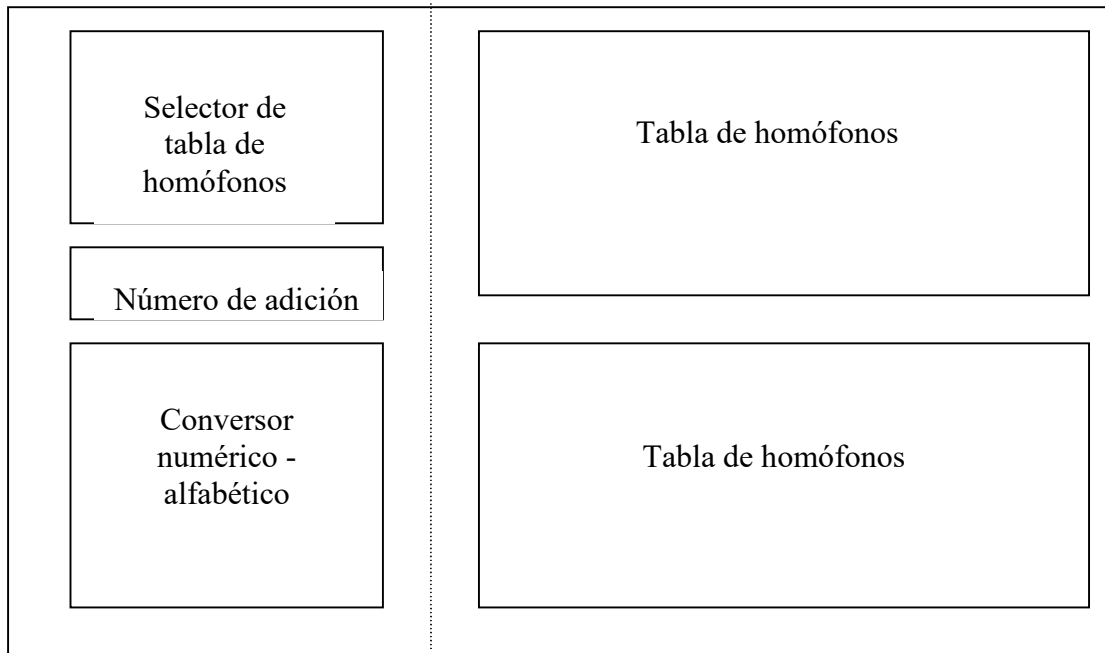 Selector de
tabla de
homófonos
Número de adición
Conversor
numérico -
alfabético
Tabla de homófonos
Tabla de homófonos